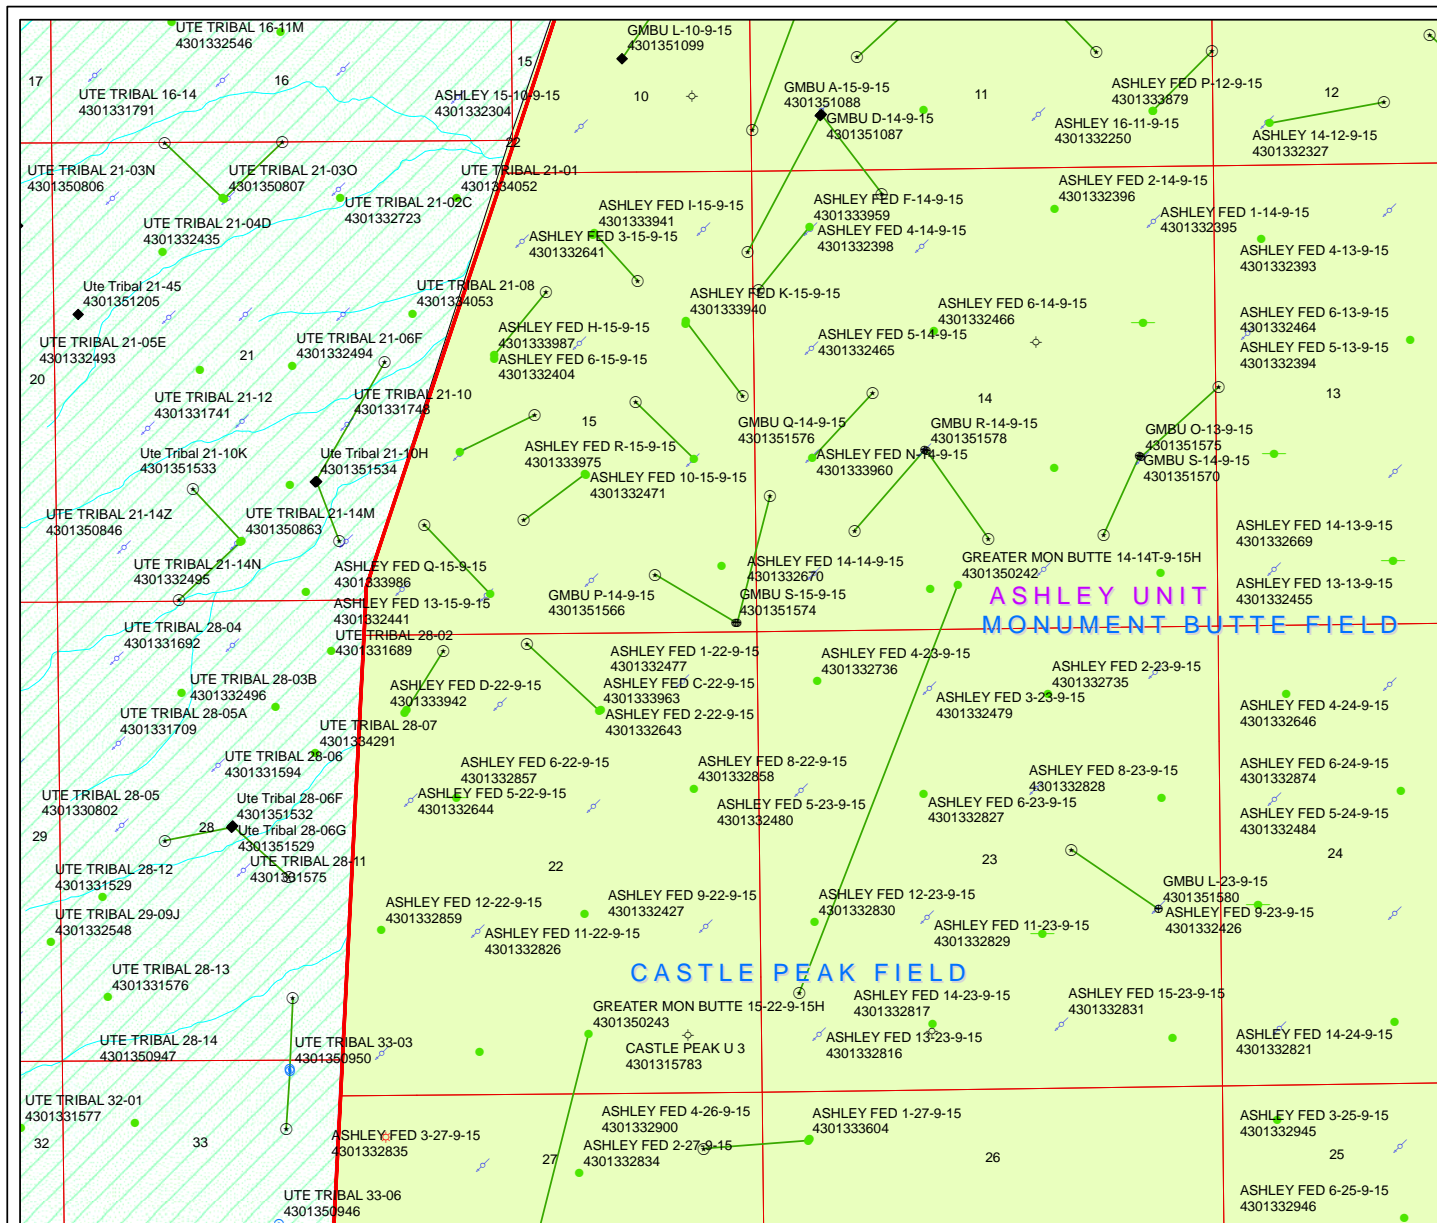 UTE TRIBAL 16-11M
4301332546
GMBU L-10-9-15
4301351099
15
17
16
UTE TRIBAL 16-14
4301331791
ASHLEY 15-10-9-15
4301332304
10
GMBU A-15-9-15
4301351088
GMBU D-14-9-15
4301351087
11
ASHLEY FED P-12-9-15
4301333879
ASHLEY 16-11-9-15
4301332250
12
ASHLEY 14-12-9-15
4301332327
22
UTE TRIBAL 21-03N
4301350806
UTE TRIBAL 21-03O
4301350807
UTE TRIBAL 21-01
4301334052
UTE TRIBAL 21-02C
4301332723
UTE TRIBAL 21-04D
4301332435
ASHLEY FED I-15-9-15
4301333941
ASHLEY FED 3-15-9-15
4301332641
ASHLEY FED F-14-9-15
4301333959
ASHLEY FED 4-14-9-15
4301332398
ASHLEY FED 2-14-9-15
4301332396
ASHLEY FED 1-14-9-15
4301332395
ASHLEY FED 4-13-9-15
4301332393
Ute Tribal 21-45
4301351205
UTE TRIBAL 21-08
4301334053
ASHLEY FED K-15-9-15
4301333940
ASHLEY FED 6-14-9-15
4301332466
ASHLEY FED 6-13-9-15
4301332464
UTE TRIBAL 21-05E
4301332493
21
UTE TRIBAL 21-06F
4301332494
ASHLEY FED H-15-9-15
4301333987
ASHLEY FED 6-15-9-15
4301332404
ASHLEY FED 5-14-9-15
4301332465
ASHLEY FED 5-13-9-15
4301332394
20
UTE TRIBAL 21-12
4301331741
UTE TRIBAL 21-10
4301331748
15
14
13
GMBU Q-14-9-15
4301351576
GMBU R-14-9-15
4301351578
GMBU O-13-9-15
4301351575
GMBU S-14-9-15
4301351570
Ute Tribal 21-10K
4301351533
Ute Tribal 21-10H
4301351534
ASHLEY FED R-15-9-15
4301333975
ASHLEY FED 10-15-9-15
4301332471
ASHLEY FED N-14-9-15
4301333960
UTE TRIBAL 21-14Z
4301350846
UTE TRIBAL 21-14M
4301350863
ASHLEY FED 14-13-9-15
4301332669
UTE TRIBAL 21-14N
4301332495
ASHLEY FED Q-15-9-15
4301333986
ASHLEY FED 14-14-9-15
4301332670
GREATER MON BUTTE 14-14T-9-15H
4301350242
ASHLEY FED 13-13-9-15
4301332455
ASHLEY FED 13-15-9-15
4301332441
GMBU P-14-9-15
4301351566
GMBU S-15-9-15
4301351574
ASHLEY UNIT
MONUMENT BUTTE FIELD
UTE TRIBAL 28-04
4301331692
UTE TRIBAL 28-02
4301331689
ASHLEY FED 1-22-9-15
4301332477
ASHLEY FED 4-23-9-15
4301332736
ASHLEY FED 2-23-9-15
4301332735
UTE TRIBAL 28-03B
4301332496
ASHLEY FED D-22-9-15
4301333942
ASHLEY FED C-22-9-15
4301333963
ASHLEY FED 3-23-9-15
4301332479
ASHLEY FED 4-24-9-15
4301332646
UTE TRIBAL 28-05A
4301331709
UTE TRIBAL 28-07
4301334291
ASHLEY FED 2-22-9-15
4301332643
UTE TRIBAL 28-06
4301331594
ASHLEY FED 6-22-9-15
4301332857
ASHLEY FED 8-22-9-15
4301332858
ASHLEY FED 8-23-9-15
4301332828
ASHLEY FED 6-24-9-15
4301332874
UTE TRIBAL 28-05
4301330802
Ute Tribal 28-06F
4301351532
ASHLEY FED 5-22-9-15
4301332644
ASHLEY FED 5-23-9-15
4301332480
ASHLEY FED 6-23-9-15
4301332827
ASHLEY FED 5-24-9-15
4301332484
29
28
Ute Tribal 28-06G
4301351529
UTE TRIBAL 28-11
4301331575
22
23
24
UTE TRIBAL 28-12
4301331529
GMBU L-23-9-15
4301351580
ASHLEY FED 9-23-9-15
4301332426
ASHLEY FED 12-22-9-15
4301332859
ASHLEY FED 9-22-9-15
4301332427
ASHLEY FED 12-23-9-15
4301332830
UTE TRIBAL 29-09J
4301332548
ASHLEY FED 11-22-9-15
4301332826
ASHLEY FED 11-23-9-15
4301332829
UTE TRIBAL 28-13
4301331576
CASTLE PEAK FIELD
ASHLEY FED 14-23-9-15
4301332817
ASHLEY FED 15-23-9-15
4301332831
GREATER MON BUTTE 15-22-9-15H
4301350243
UTE TRIBAL 28-14
4301350947
UTE TRIBAL 33-03
4301350950
CASTLE PEAK U 3
4301315783
ASHLEY FED 13-23-9-15
4301332816
ASHLEY FED 14-24-9-15
4301332821
UTE TRIBAL 32-01
4301331577
ASHLEY FED 4-26-9-15
4301332900
ASHLEY FED 1-27-9-15
4301333604
ASHLEY FED 3-25-9-15
4301332945
32
33
ASHLEY FED 3-27-9-15
4301332835
ASHLEY FED 2-27-9-15
4301332834
27
26
25
UTE TRIBAL 33-06
4301350946
ASHLEY FED 6-25-9-15
4301332946